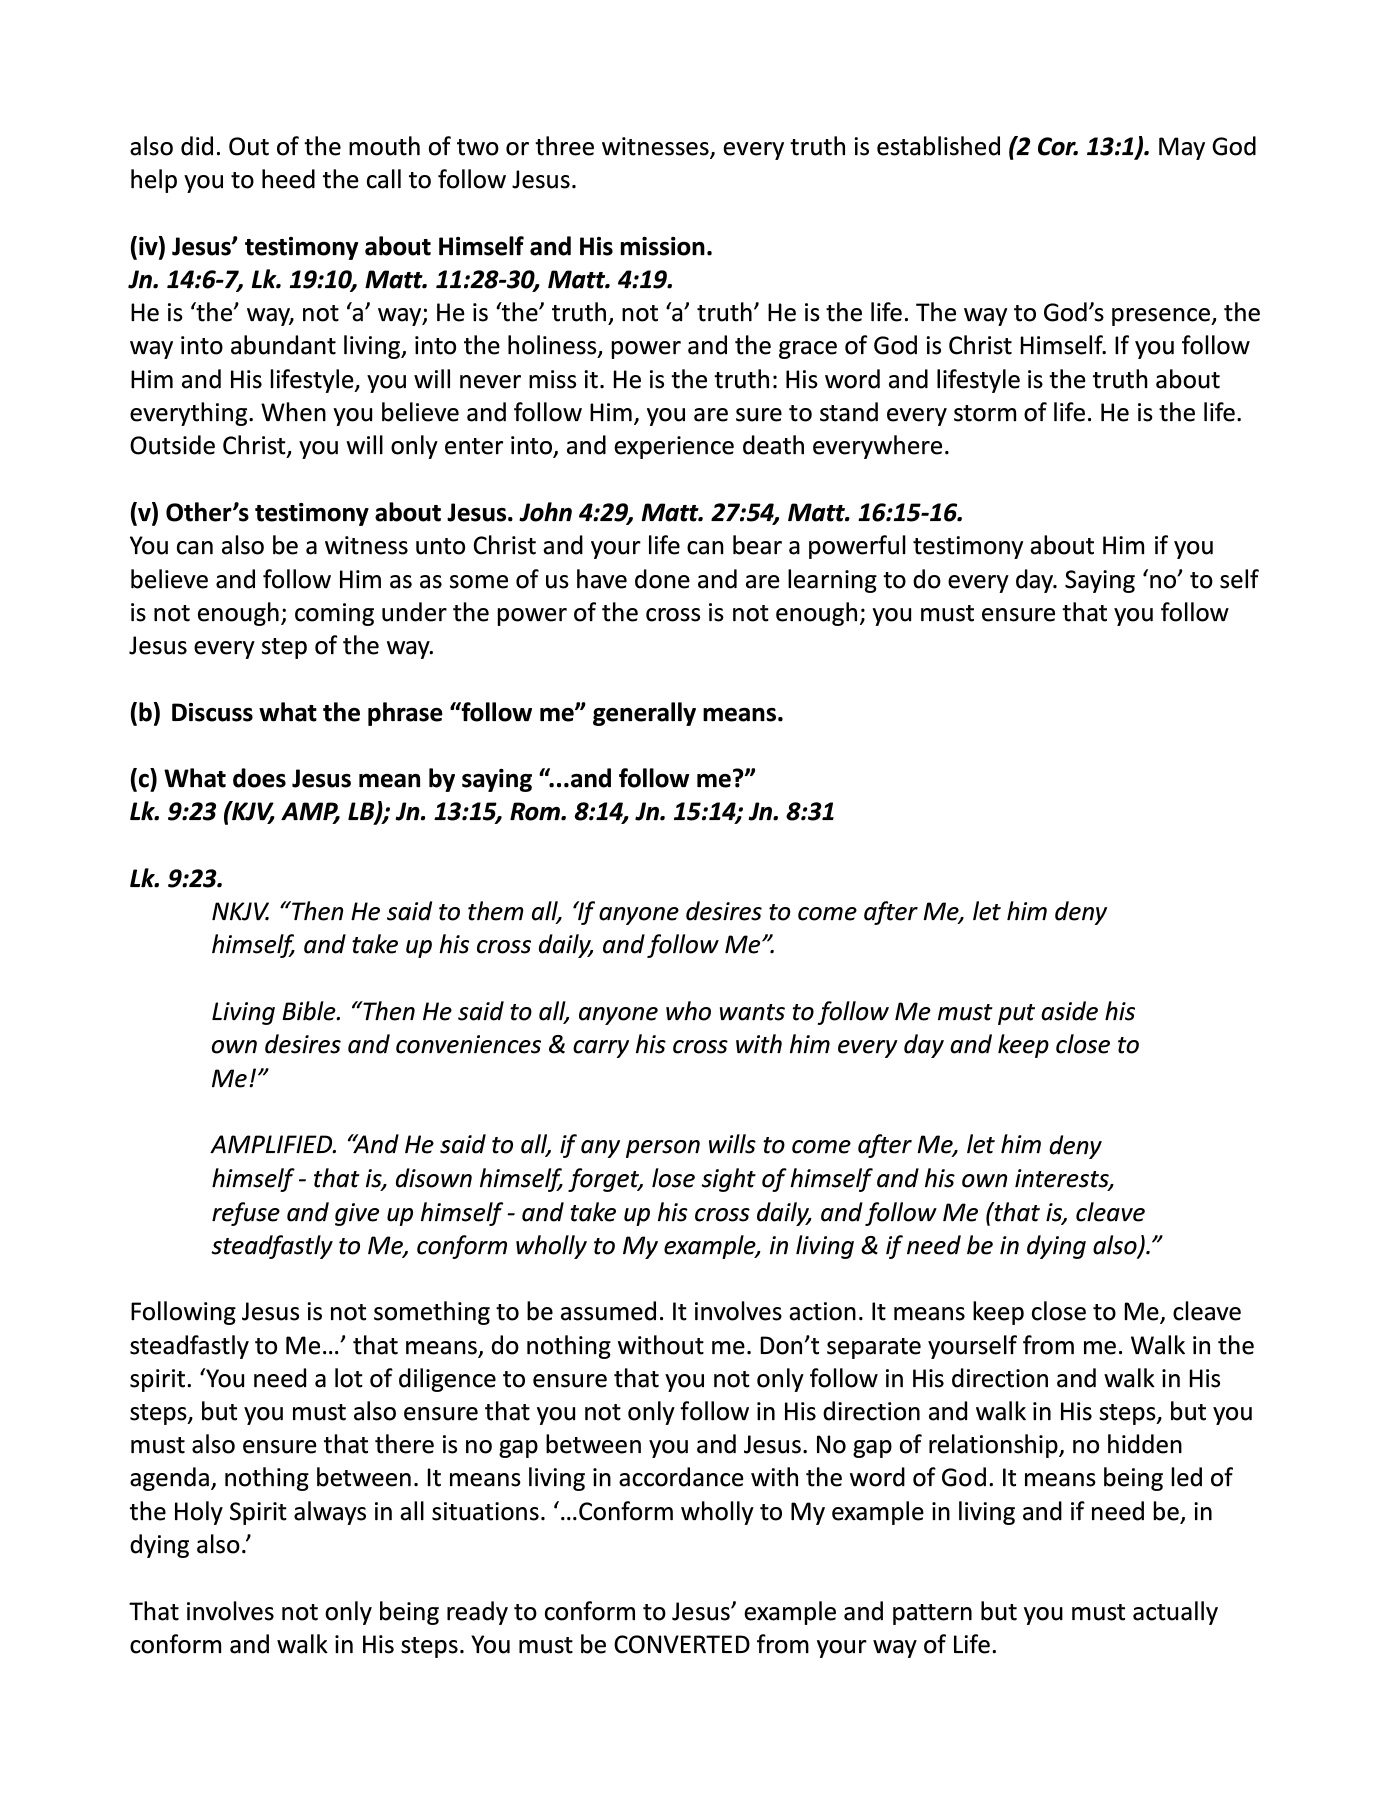 also did. Out of the mouth of two or three witnesses, every truth is established (2 Cor. 13:1). May God
help you to heed the call to follow Jesus.
(iv) Jesus’ testimony about Himself and His mission.
Jn. 14:6-7, Lk. 19:10, Matt. 11:28-30, Matt. 4:19.
He is ‘the’ way, not ‘a’ way; He is ‘the’ truth, not ‘a’ truth’ He is the life. The way to God’s presence, the
way into abundant living, into the holiness, power and the grace of God is Christ Himself. If you follow
Him and His lifestyle, you will never miss it. He is the truth: His word and lifestyle is the truth about
everything. When you believe and follow Him, you are sure to stand every storm of life. He is the life.
Outside Christ, you will only enter into, and experience death everywhere.
(v) Other’s testimony about Jesus. John 4:29, Matt. 27:54, Matt. 16:15-16.
You can also be a witness unto Christ and your life can bear a powerful testimony about Him if you
believe and follow Him as as some of us have done and are learning to do every day. Saying ‘no’ to self
is not enough; coming under the power of the cross is not enough; you must ensure that you follow
Jesus every step of the way.
(b) Discuss what the phrase “follow me” generally means.
(c) What does Jesus mean by saying “...and follow me?”
Lk. 9:23 (KJV, AMP, LB); Jn. 13:15, Rom. 8:14, Jn. 15:14; Jn. 8:31
Lk. 9:23.
NKJV. “Then He said to them all, ‘If anyone desires to come after Me, let him deny
himself, and take up his cross daily, and follow Me”.
Living Bible. “Then He said to all, anyone who wants to follow Me must put aside his
own desires and conveniences & carry his cross with him every day and keep close to
Me!”
AMPLIFIED. “And He said to all, if any person wills to come after Me, let him deny
himself - that is, disown himself, forget, lose sight of himself and his own interests,
refuse and give up himself - and take up his cross daily, and follow Me (that is, cleave
steadfastly to Me, conform wholly to My example, in living & if need be in dying also).”
Following Jesus is not something to be assumed. It involves action. It means keep close to Me, cleave
steadfastly to Me...’ that means, do nothing without me. Don’t separate yourself from me. Walk in the
spirit. ‘You need a lot of diligence to ensure that you not only follow in His direction and walk in His
steps, but you must also ensure that you not only follow in His direction and walk in His steps, but you
must also ensure that there is no gap between you and Jesus. No gap of relationship, no hidden
agenda, nothing between. It means living in accordance with the word of God. It means being led of
the Holy Spirit always in all situations. ‘...Conform wholly to My example in living and if need be, in
dying also.’
That involves not only being ready to conform to Jesus’ example and pattern but you must actually
conform and walk in His steps. You must be CONVERTED from your way of Life.